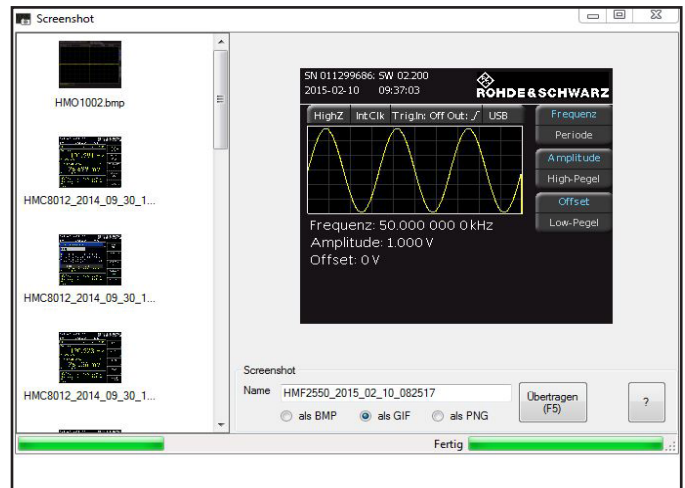 Screenshot
HMO1002.bmp
HMC8012_2014_09_30_1...
HMC8012_2014_09_30_1...
HMC8012_2014_09_30_1...
SN 011299686; SW 02.200
2015-02-10 09:37:03
ROHDE&SCHWARZ
HighZ IntClk Trig.In: Off Out: USB
Frequenz
Periode
Amplitude
High-Pegel
Offset
Low-Pegel
Frequenz: 50.000 000 0 kHz
Amplitude: 1.000 V
Offset: 0 V
Screenshot
Name HMF2550_2015_02_10_082517
als BMP als GIF als PNG
Übertragen
(F5)
?
Fertig